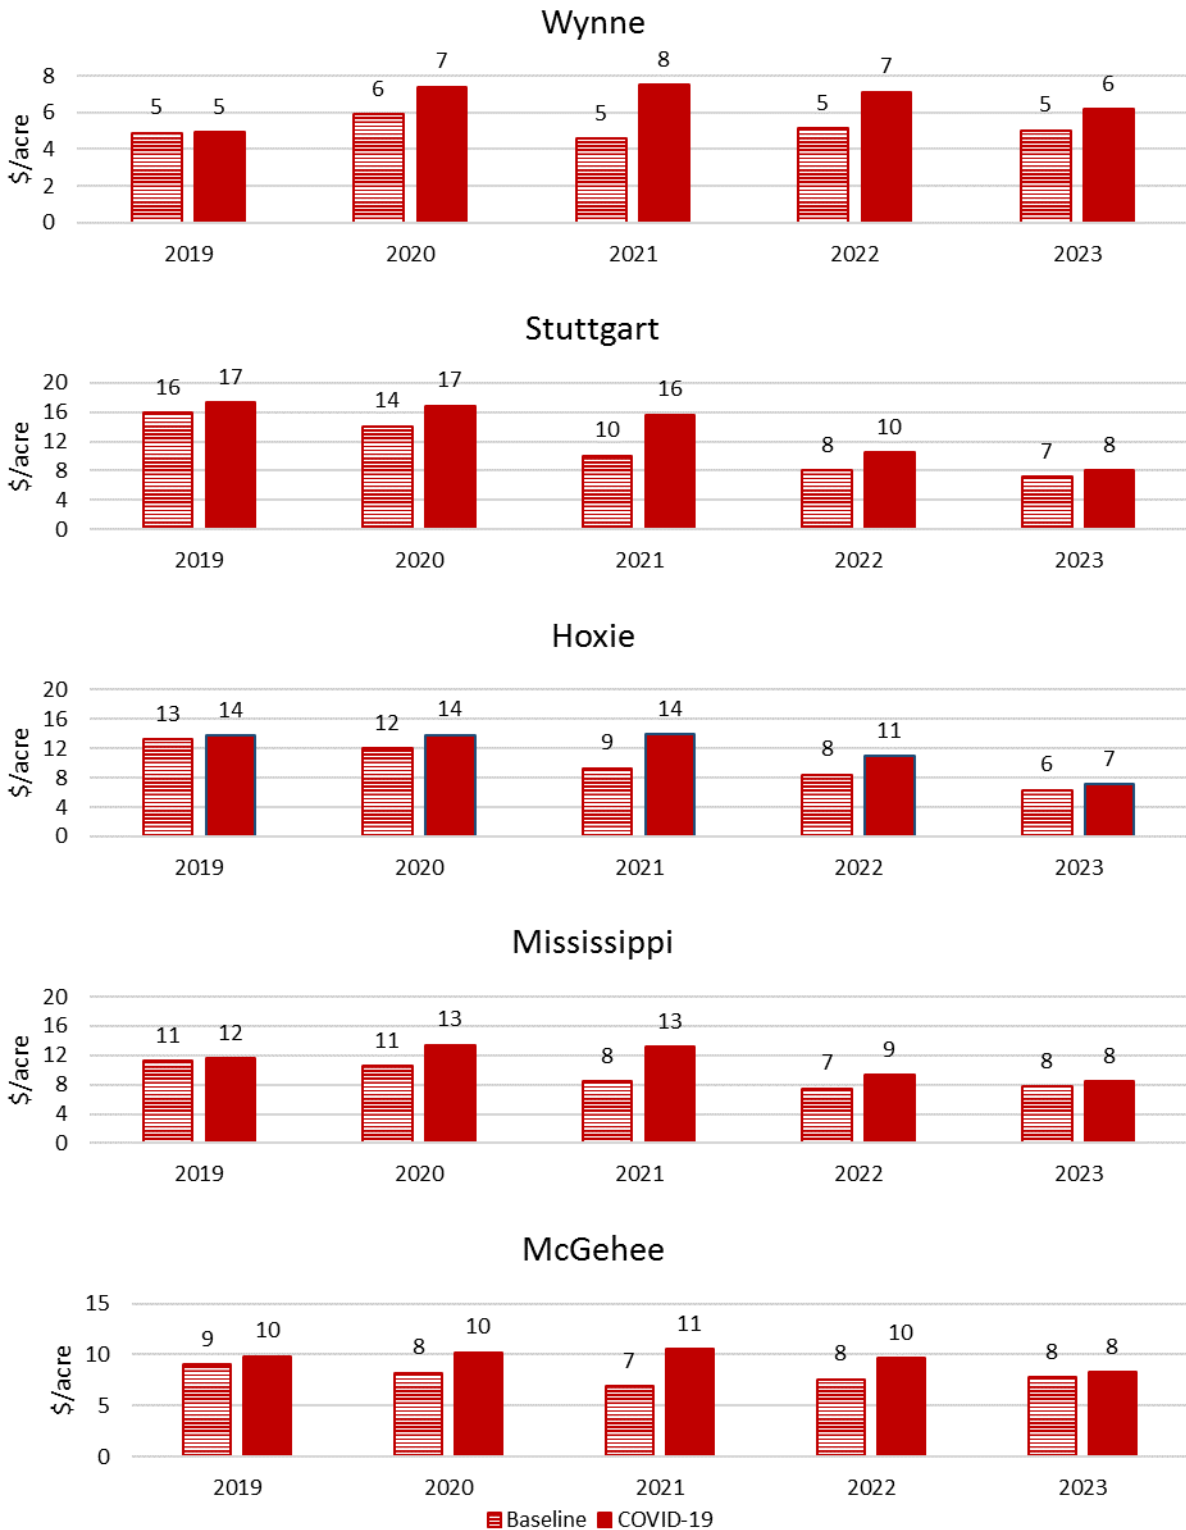 Wynne
7 8 7
8 5 5 6 5 5 5 6
6
4
2
0
$/acre
2019 2020 2021 2022 2023
Stuttgart
20 16 17 14 17 16
16 10 10
12 8 7 8
8
4
0
$/acre
2019 2020 2021 2022 2023
Hoxie
20 13 14 12 14 14
16 9 8 11
12 6 7
8
4
0
$/acre
2019 2020 2021 2022 2023
Mississippi
20 11 12 11 13 13
16 8 7 9 8 8
12
8
4
0
$/acre
2019 2020 2021 2022 2023
McGehee
15 9 10 8 10 11 10
10 7 8 8 8
5
0
$/acre
2019 2020 2021 2022 2023
Baseline COVID-19